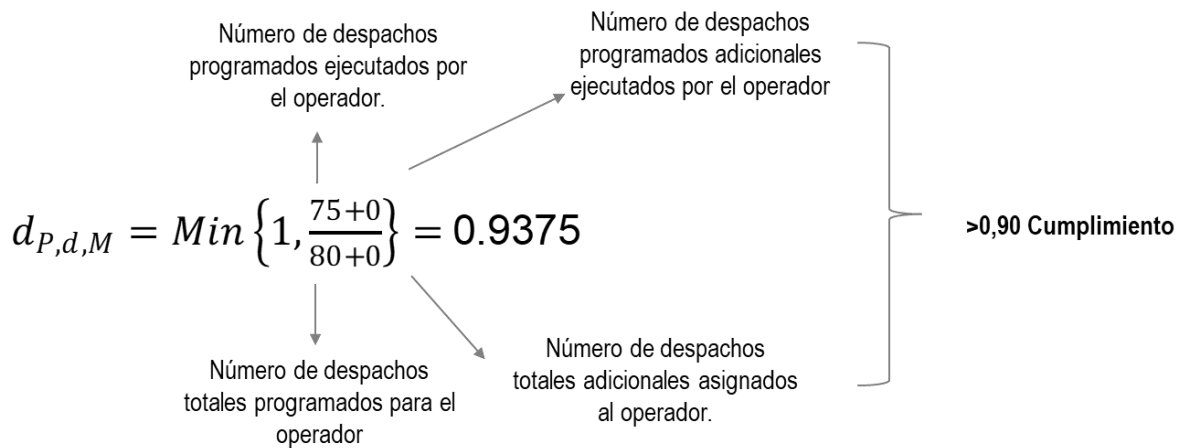 Número de despachos
programados ejecutados por
el operador.
Número de despachos
programados adicionales
ejecutados por el operador
d_{P,d,M} = Min{1, \frac{75+0}{80+0}} = 0.9375
>0,90 Cumplimiento
Número de despachos
totales programados para el
operador
Número de despachos
totales adicionales asignados
al operador.